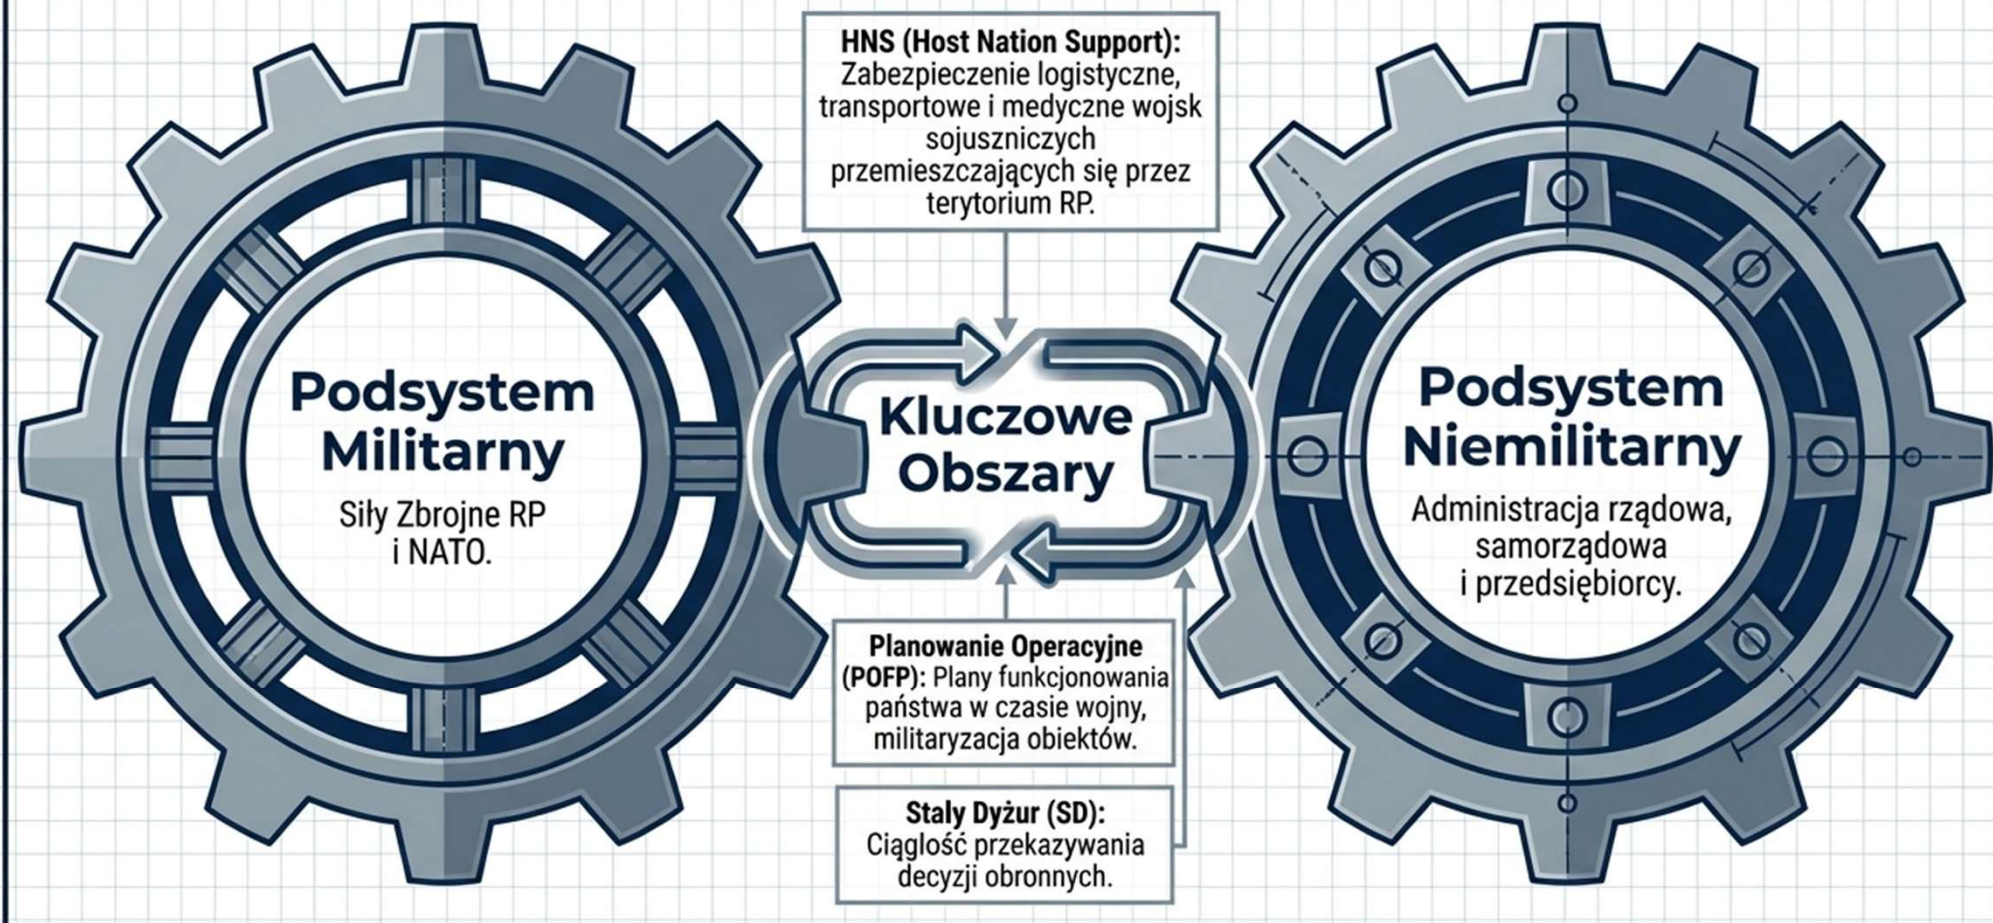 HNS (Host Nation Support):
Zabezpieczenie logistyczne,
transportowe i medyczne wojsk
sojuszniczych
przemieszczających się przez
terytorium RP.
Podsystem
Militarny
Siły Zbrojne RP
i NATO.
Kluczowe
Obszary
Podsystem
Niemilitarny
Administracja rządowa,
samorządowa
i przedsiębiorcy.
Planowanie Operacyjne
(POFP): Plany funkcjonowania
państwa w czasie wojny,
militaryzacja obiektów.
Staly Dyżur (SD):
Ciąglość przekazywania
decyzji obronnych.